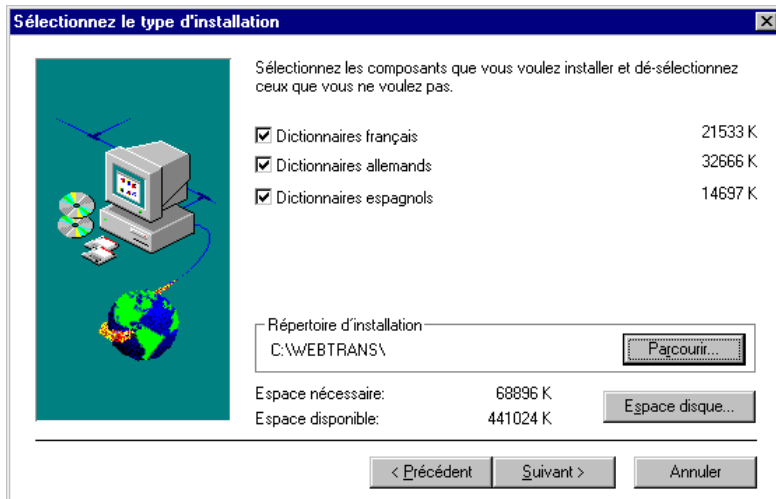 Sélectionnez le type d'installation
Sélectionnez les composants que vous voulez installer et dé-sélectionnez
ceux que vous ne voulez pas.
Dictionnaires français 21533 K
Dictionnaires allemands 32666 K
Dictionnaires espagnols 14697 K
Répertoire d'installation
C:\WEBTRANS\ Parcourir...
Espace nécessaire: 68896 K
Espace disponible: 441024 K
Espace disque...
< Précédent Suivant > Annuler